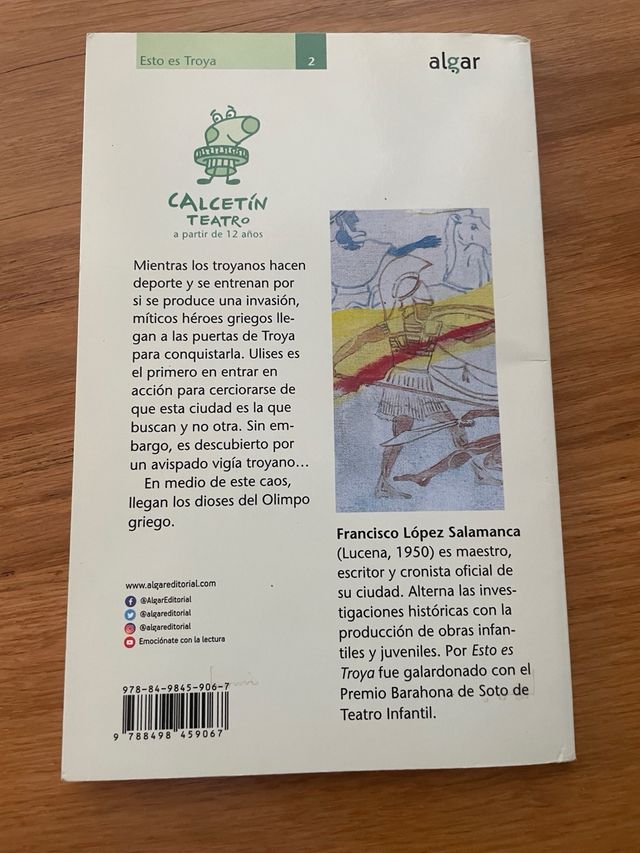 Esto es Troya
2
algar
CALCETÍN
TEATRO
a partir de 12 años
Mientras los troyanos hacen
deporte y se entrenan por
si se produce una invasión,
míticos héroes griegos lle-
gan a las puertas de Troya
para conquistarla. Ulises es
el primero en entrar en
acción para cerciorarse de
que esta ciudad es la que
buscan y no otra. Sin em-
bargo, es descubierto por
un avispado vigía troyano...
En medio de este caos,
llegan los dioses del Olimpo
griego.
www.algareditorial.com
@AlgarEditorial
@algareditorial
@algareditorial
Emociónate con la lectura
978-84-9845-906-7
9 788498 459067
Francisco López Salamanca
(Lucena, 1950) es maestro,
escritor y cronista oficial de
su ciudad. Alterna las inves-
tigaciones históricas con la
producción de obras infan-
tiles y juveniles. Por Esto es
Troya fue galardonado con el
Premio Barahona de Soto de
Teatro Infantil.